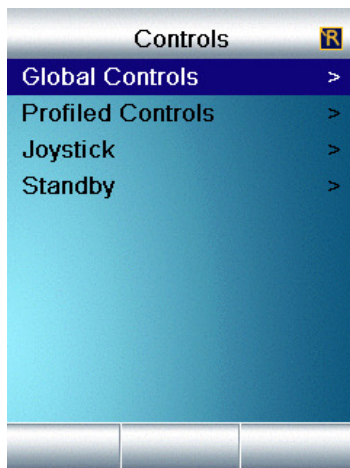 Controls R
Global Controls >
Profiled Controls >
Joystick >
Standby >